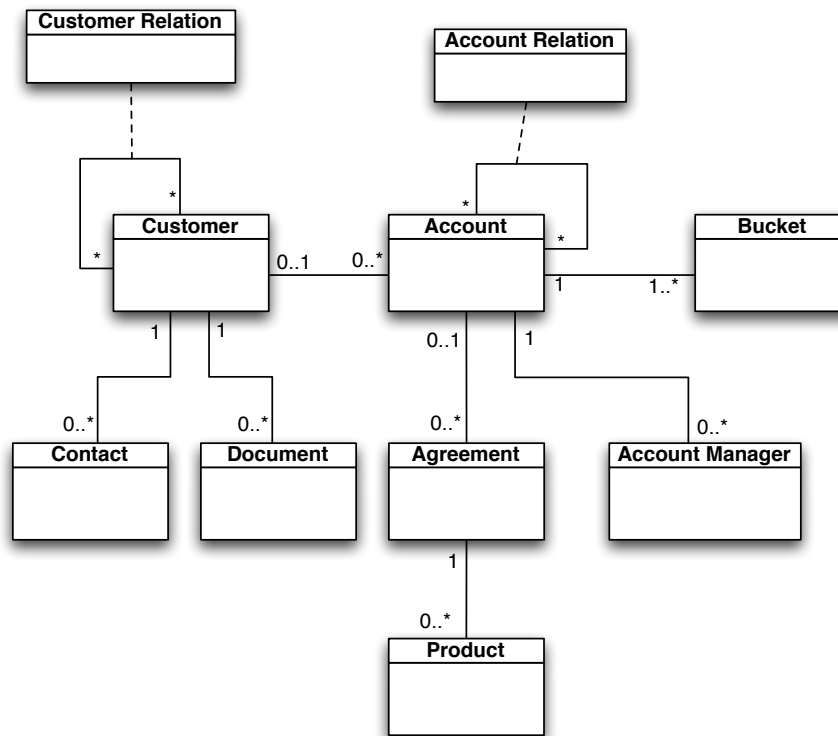 Customer Relation
Account Relation
*
*
Customer
Account
Bucket
*
*
0..1
0..*
1
1..*
1
1
0..1
1
0..*
0..*
0..*
0..*
Contact
Document
Agreement
Account Manager
1
0..*
Product